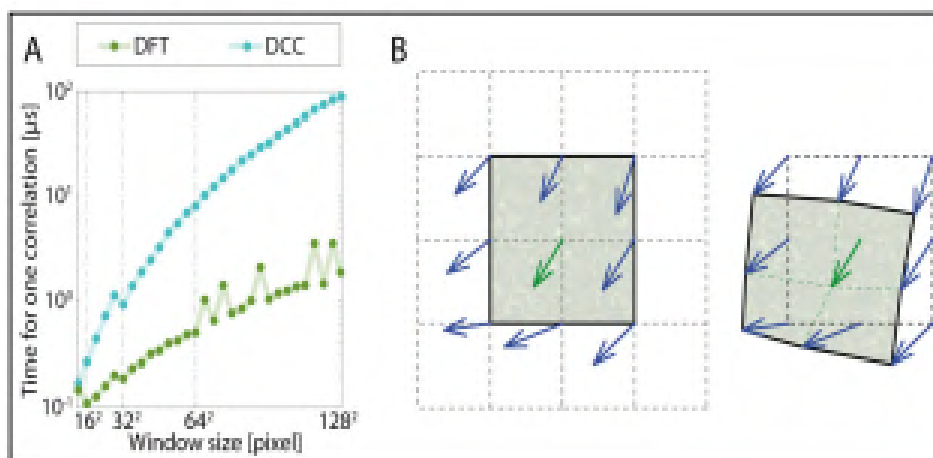 A
DFT
DCC
B
Time for one correlation [µs]
10²
10¹
10⁰
10⁻¹
16² 32² 64² 128²
Window size [pixel]